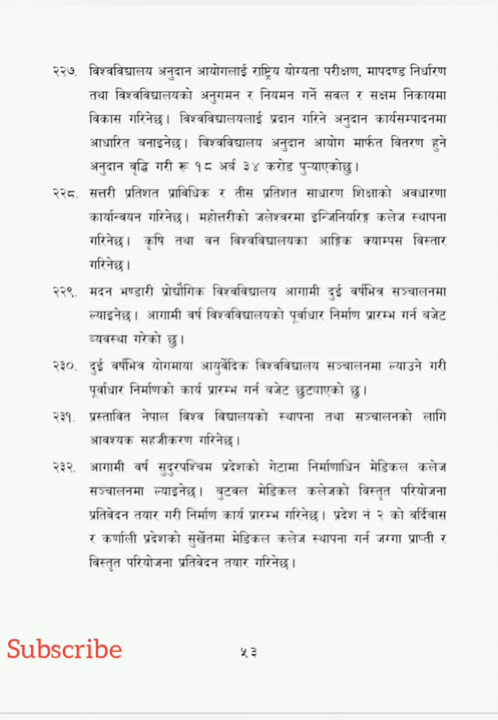 २२७. विश्वविद्यालय अनुदान आयोगलाई राष्ट्रिय योग्यता परीक्षण, मापदण्ड निर्धारण
तथा विश्वविद्यालयको अनुगमन र नियमन गर्ने सवल र सक्षम निकायमा
विकास गरिनेछ। विश्वविद्यालयलाई प्रदान गरिने अनुदान कार्यसम्पादनमा
आधारित बनाइनेछ। विश्वविद्यालय अनुदान आयोग मार्फत वितरण हुने
अनुदान वृद्धि गरी रू १८ अर्व ३४ करोड पुर्‍याएकोछु।
२२८. सत्तरी प्रतिशत प्राविधिक र तीस प्रतिशत साधारण शिक्षाको अवधारणा
कार्यान्वयन गरिनेछ। महोत्तरीको जलेश्वरमा इन्जिनियरिङ्ग कलेज स्थापना
गरिनेछ। कृषि तथा वन विश्वविद्यालयका आङ्गिक क्याम्पस विस्तार
गरिनेछ।
२२९. मदन भण्डारी प्रोद्यौगिक विश्वविद्यालय आगामी दुई वर्षभित्र सञ्चालनमा
ल्याइनेछ। आगामी वर्ष विश्वविद्यालयको पूर्वाधार निर्माण प्रारम्भ गर्न बजेट
व्यवस्था गरेको छु।
२३०. दुई वर्षभित्र योगमाया आयुर्वेदिक विश्वविद्यालय सञ्चालनमा ल्याउने गरी
पूर्वाधार निर्माणको कार्य प्रारम्भ गर्न बजेट छुट्याएको छु।
२३१. प्रस्तावित नेपाल विश्व विद्यालयको स्थापना तथा सञ्चालनको लागि
आवश्यक सहजीकरण गरिनेछ।
२३२. आगामी वर्ष सुदुरपश्चिम प्रदेशको गेटामा निर्माणाधिन मेडिकल कलेज
सञ्चालनमा ल्याइनेछ। बुटवल मेडिकल कलेजको विस्तृत परियोजना
प्रतिवेदन तयार गरी निर्माण कार्य प्रारम्भ गरिनेछ। प्रदेश नं २ को बर्दिबास
र कर्णाली प्रदेशको सुर्खेतमा मेडिकल कलेज स्थापना गर्न जग्गा प्राप्ती र
विस्तृत परियोजना प्रतिवेदन तयार गरिनेछ।
Subscribe
५३